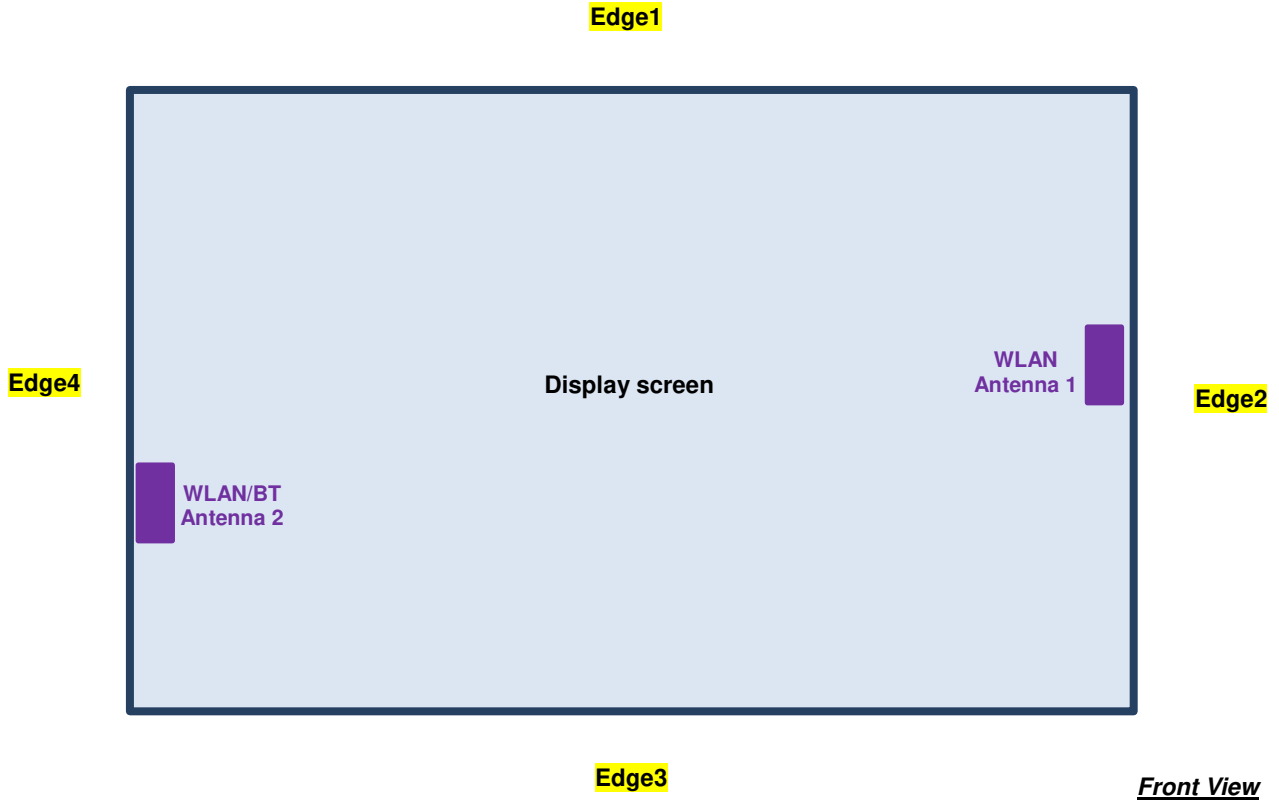 Edge1
WLAN
Antenna 1
Edge4
Display screen
Edge2
WLAN/BT
Antenna 2
Edge3
Front View